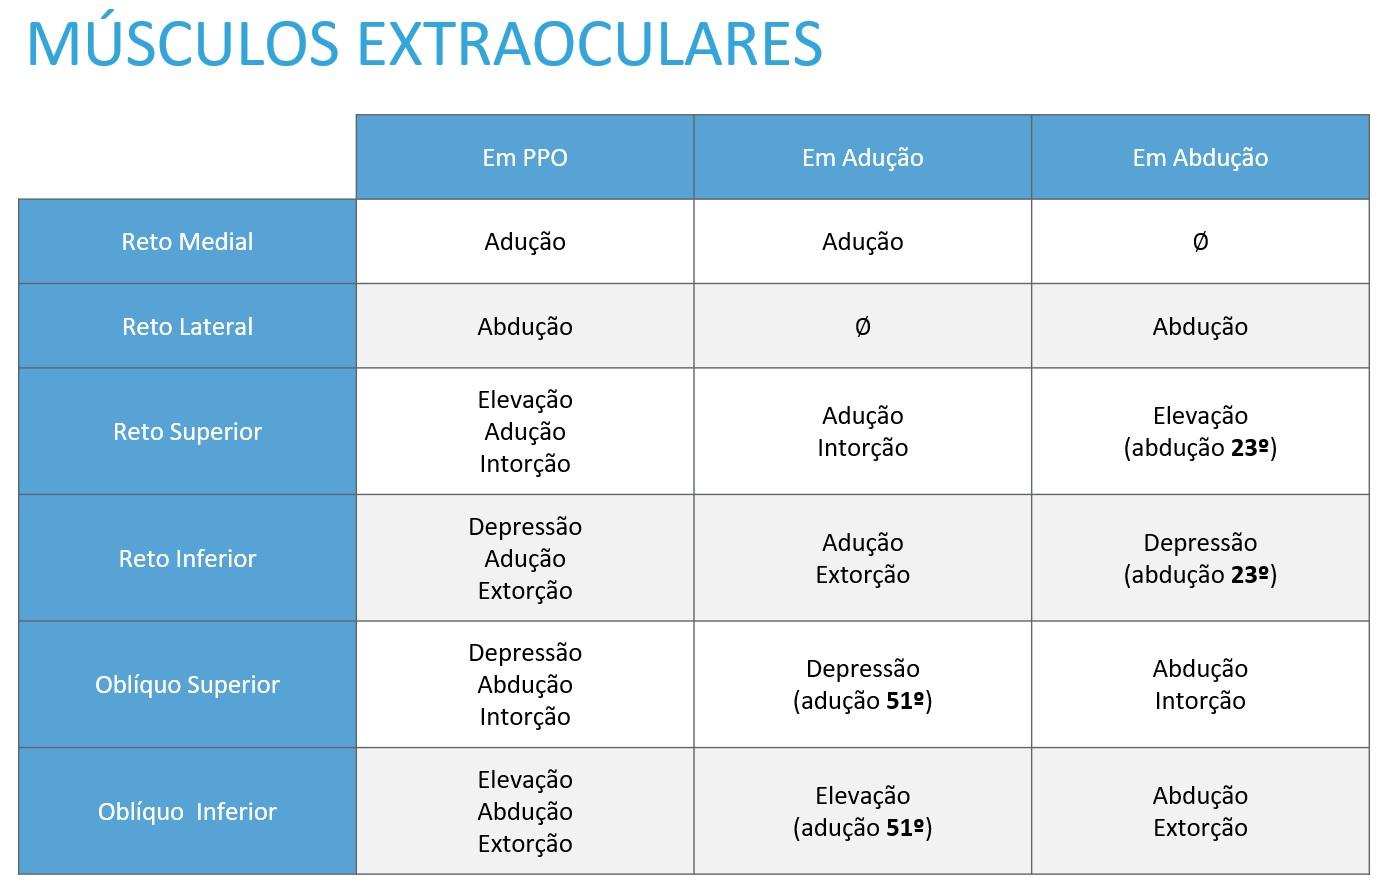 MÚSCULOS EXTRAOCULARES
Em PPO
Em Adução
Em Abdução
Reto Medial
Adução
Adução
Ø
Reto Lateral
Abdução
Ø
Abdução
Reto Superior
Elevação
Adução
Intorção
Adução
Intorção
Elevação
(abdução 23º)
Reto Inferior
Depressão
Adução
Extorção
Adução
Extorção
Depressão
(abdução 23º)
Oblíquo Superior
Depressão
Abdução
Intorção
Depressão
(adução 51º)
Abdução
Intorção
Oblíquo  Inferior
Elevação
Abdução
Extorção
Elevação
(adução 51º)
Abdução
Extorção